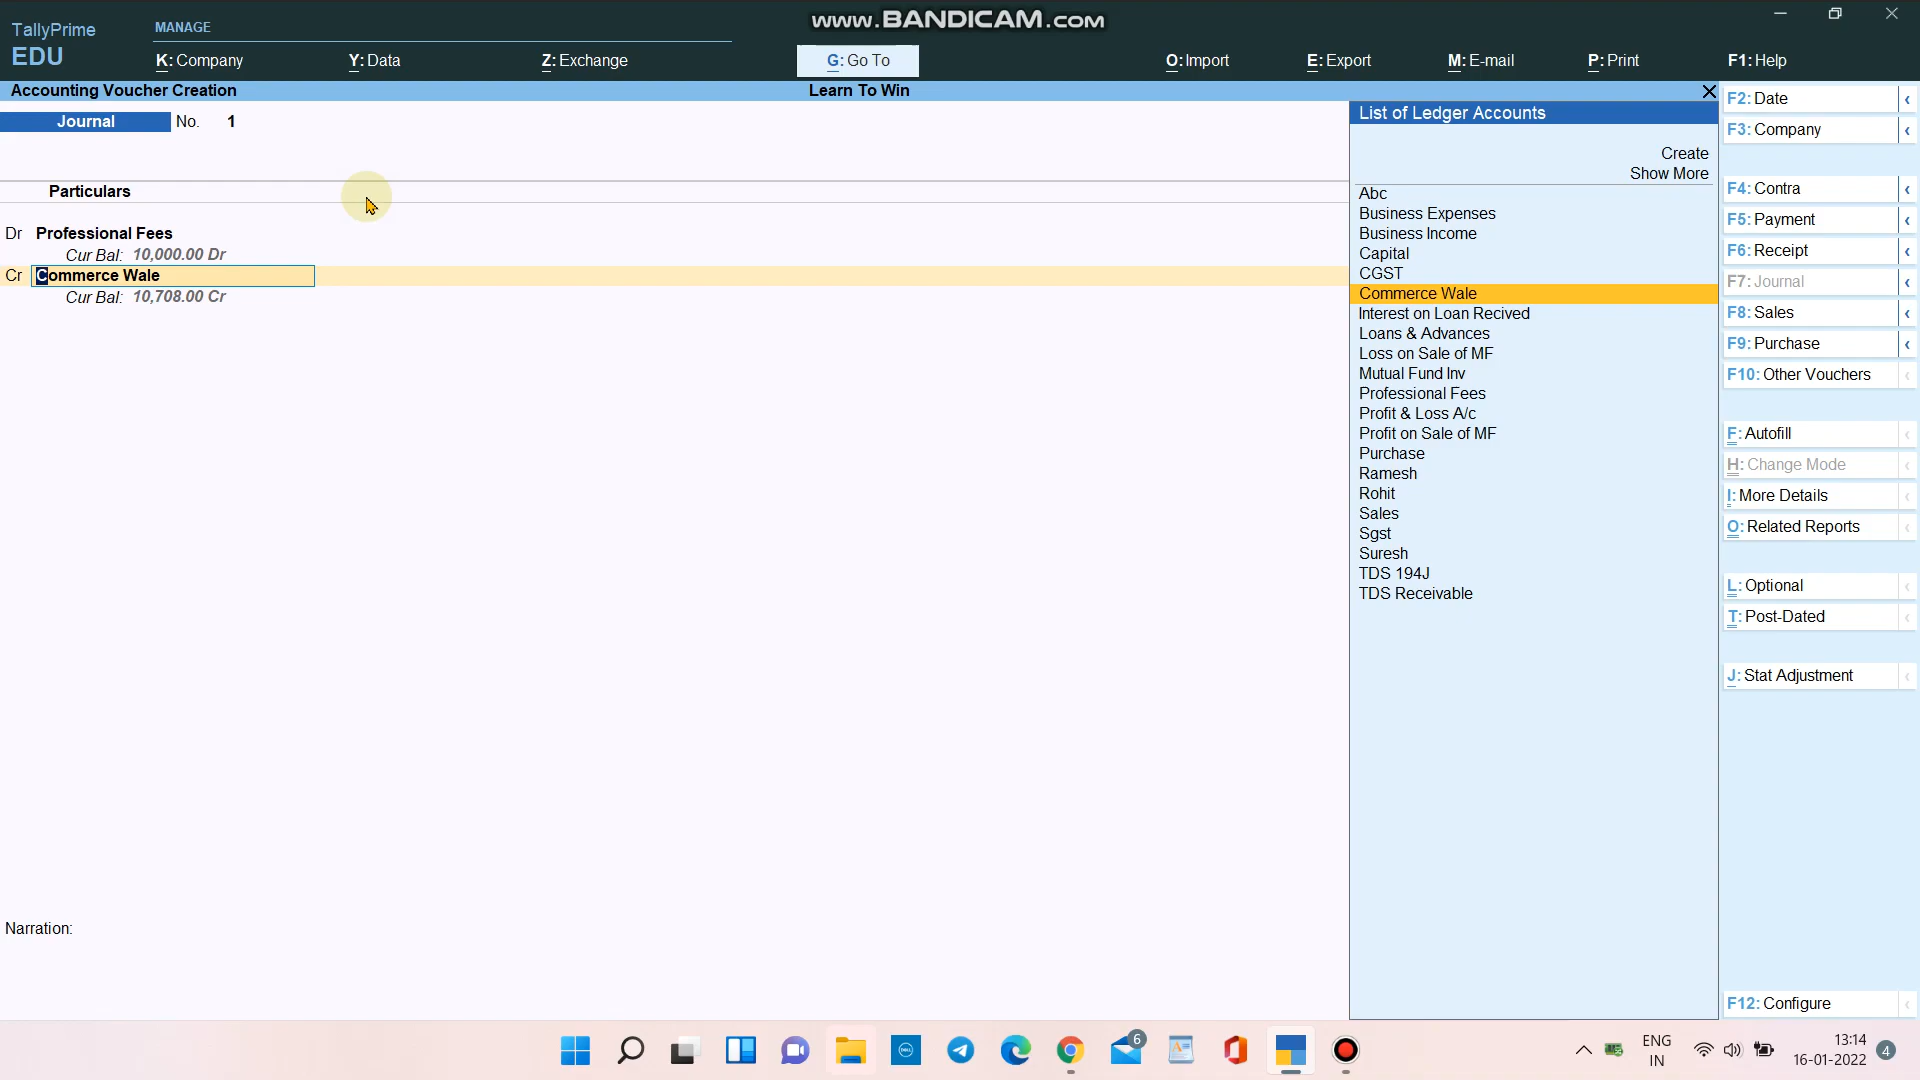 www.BANDICAM.com
TallyPrime
EDU
MANAGE
K: Company
Y: Data
Z: Exchange
G: Go To
O: Import
E: Export
M: E-mail
P: Print
F1: Help
Accounting Voucher Creation
Learn To Win
Journal No. 1
Particulars
Dr Professional Fees
Cur Bal: 10,000.00 Dr
Cr Commerce Wale
Cur Bal: 10,708.00 Cr
Narration:
List of Ledger Accounts
Create
Show More
Abc
Business Expenses
Business Income
Capital
CGST
Commerce Wale
Interest on Loan Recived
Loans & Advances
Loss on Sale of MF
Mutual Fund Inv
Professional Fees
Profit & Loss A/c
Profit on Sale of MF
Purchase
Ramesh
Rohit
Sales
Sgst
Suresh
TDS 194J
TDS Receivable
F2: Date
F3: Company
F4: Contra
F5: Payment
F6: Receipt
F7: Journal
F8: Sales
F9: Purchase
F10: Other Vouchers
F: Autofill
H: Change Mode
I: More Details
O: Related Reports
L: Optional
T: Post-Dated
J: Stat Adjustment
F12: Configure
6
ENG
IN
13:14
16-01-2022
4